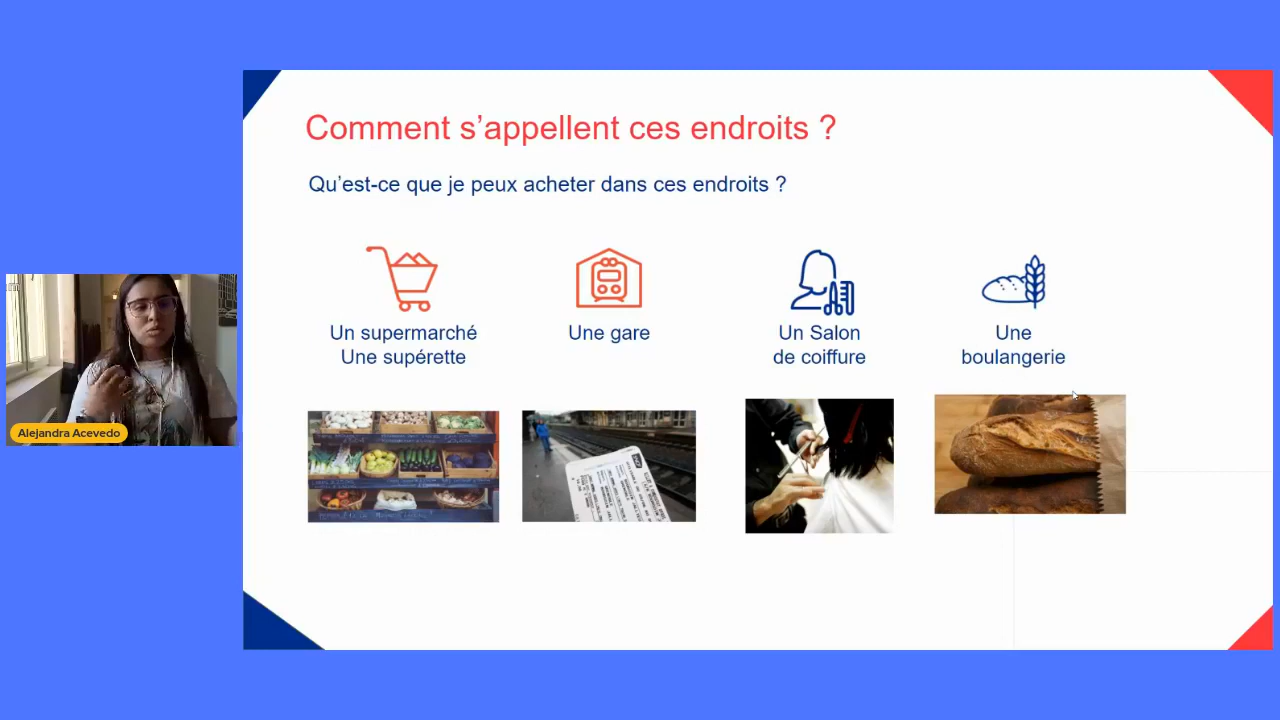 Comment s’appellent ces endroits ?
Qu’est-ce que je peux acheter dans ces endroits ?
Un supermarché
Une supérette
Une gare
Un Salon
de coiffure
Une
boulangerie
Alejandra Acevedo